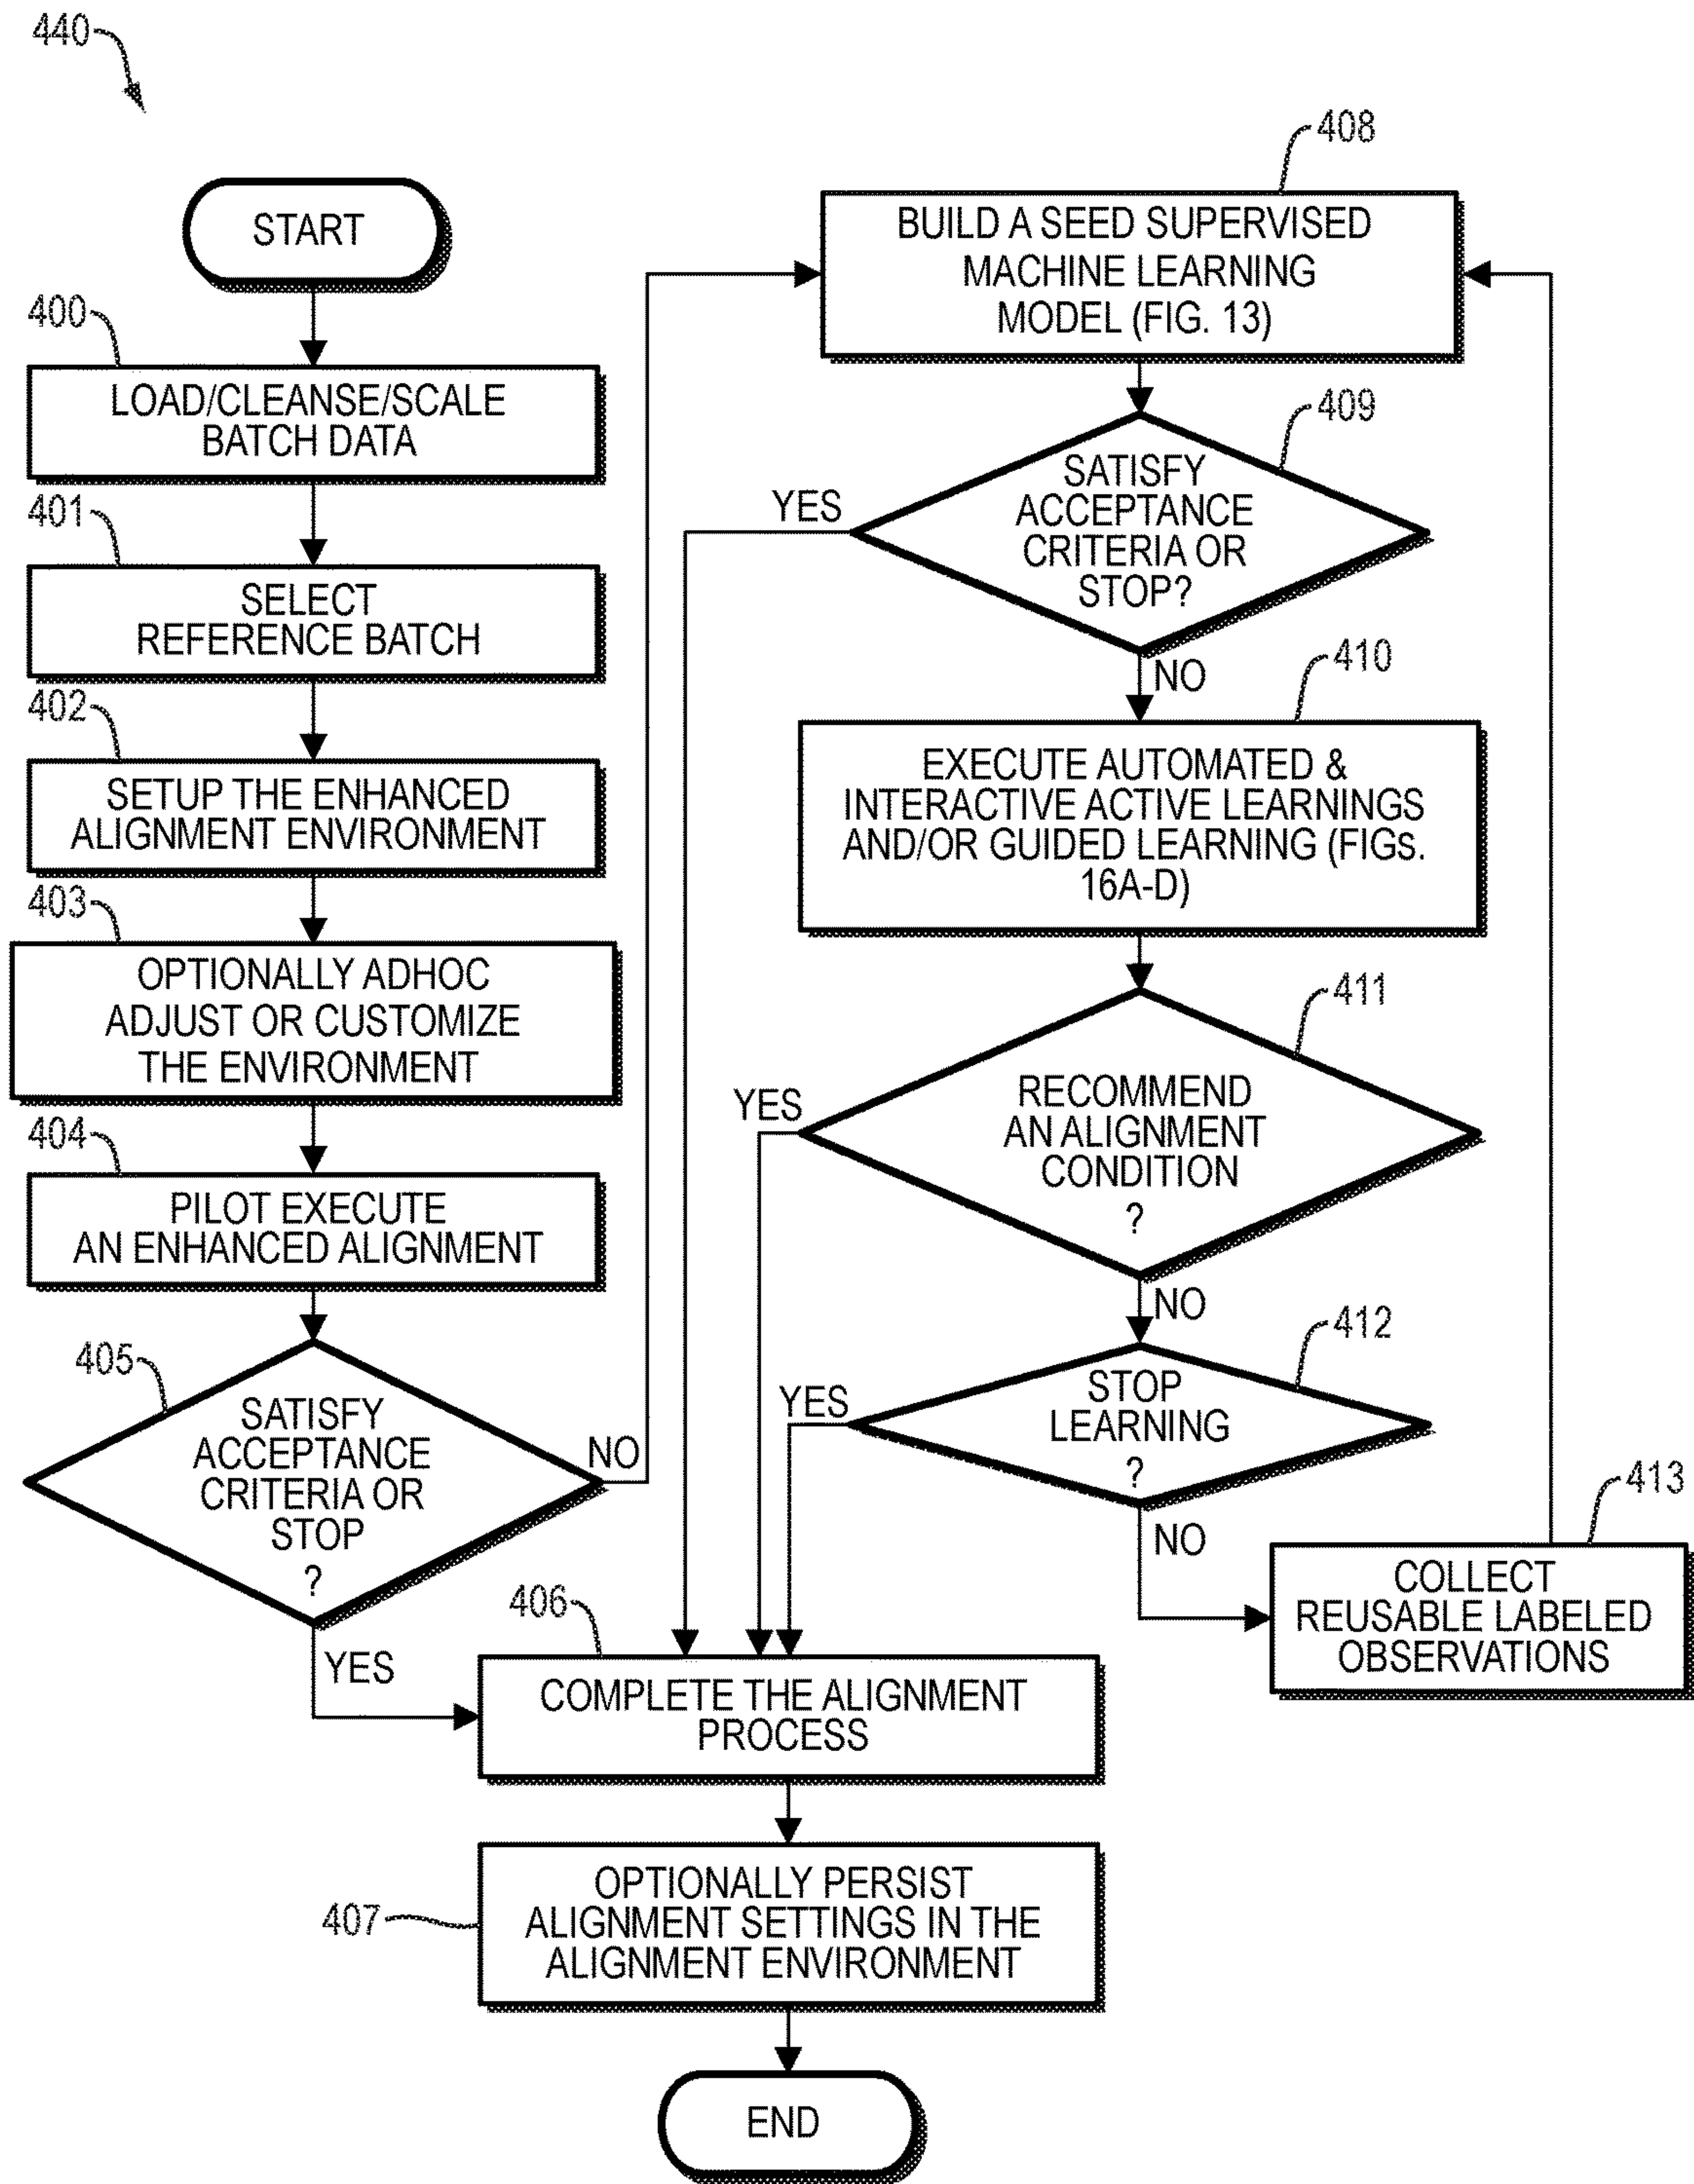 440
START
400
LOAD/CLEANSE/SCALE
BATCH DATA
401
SELECT
REFERENCE BATCH
402
SETUP THE ENHANCED
ALIGNMENT ENVIRONMENT
403
OPTIONALLY ADHOC
ADJUST OR CUSTOMIZE
THE ENVIRONMENT
404
PILOT EXECUTE
AN ENHANCED ALIGNMENT
405
SATISFY
ACCEPTANCE
CRITERIA OR
STOP
?
NO
YES
406
COMPLETE THE ALIGNMENT
PROCESS
407
OPTIONALLY PERSIST
ALIGNMENT SETTINGS IN THE
ALIGNMENT ENVIRONMENT
END
408
BUILD A SEED SUPERVISED
MACHINE LEARNING
MODEL (FIG. 13)
409
SATISFY
ACCEPTANCE
CRITERIA OR
STOP?
YES
NO
410
EXECUTE AUTOMATED &
INTERACTIVE ACTIVE LEARNINGS
AND/OR GUIDED LEARNING (FIGs.
16A-D)
411
RECOMMEND
AN ALIGNMENT
CONDITION
?
YES
NO
412
STOP
LEARNING
?
YES
NO
413
COLLECT
REUSABLE LABELED
OBSERVATIONS